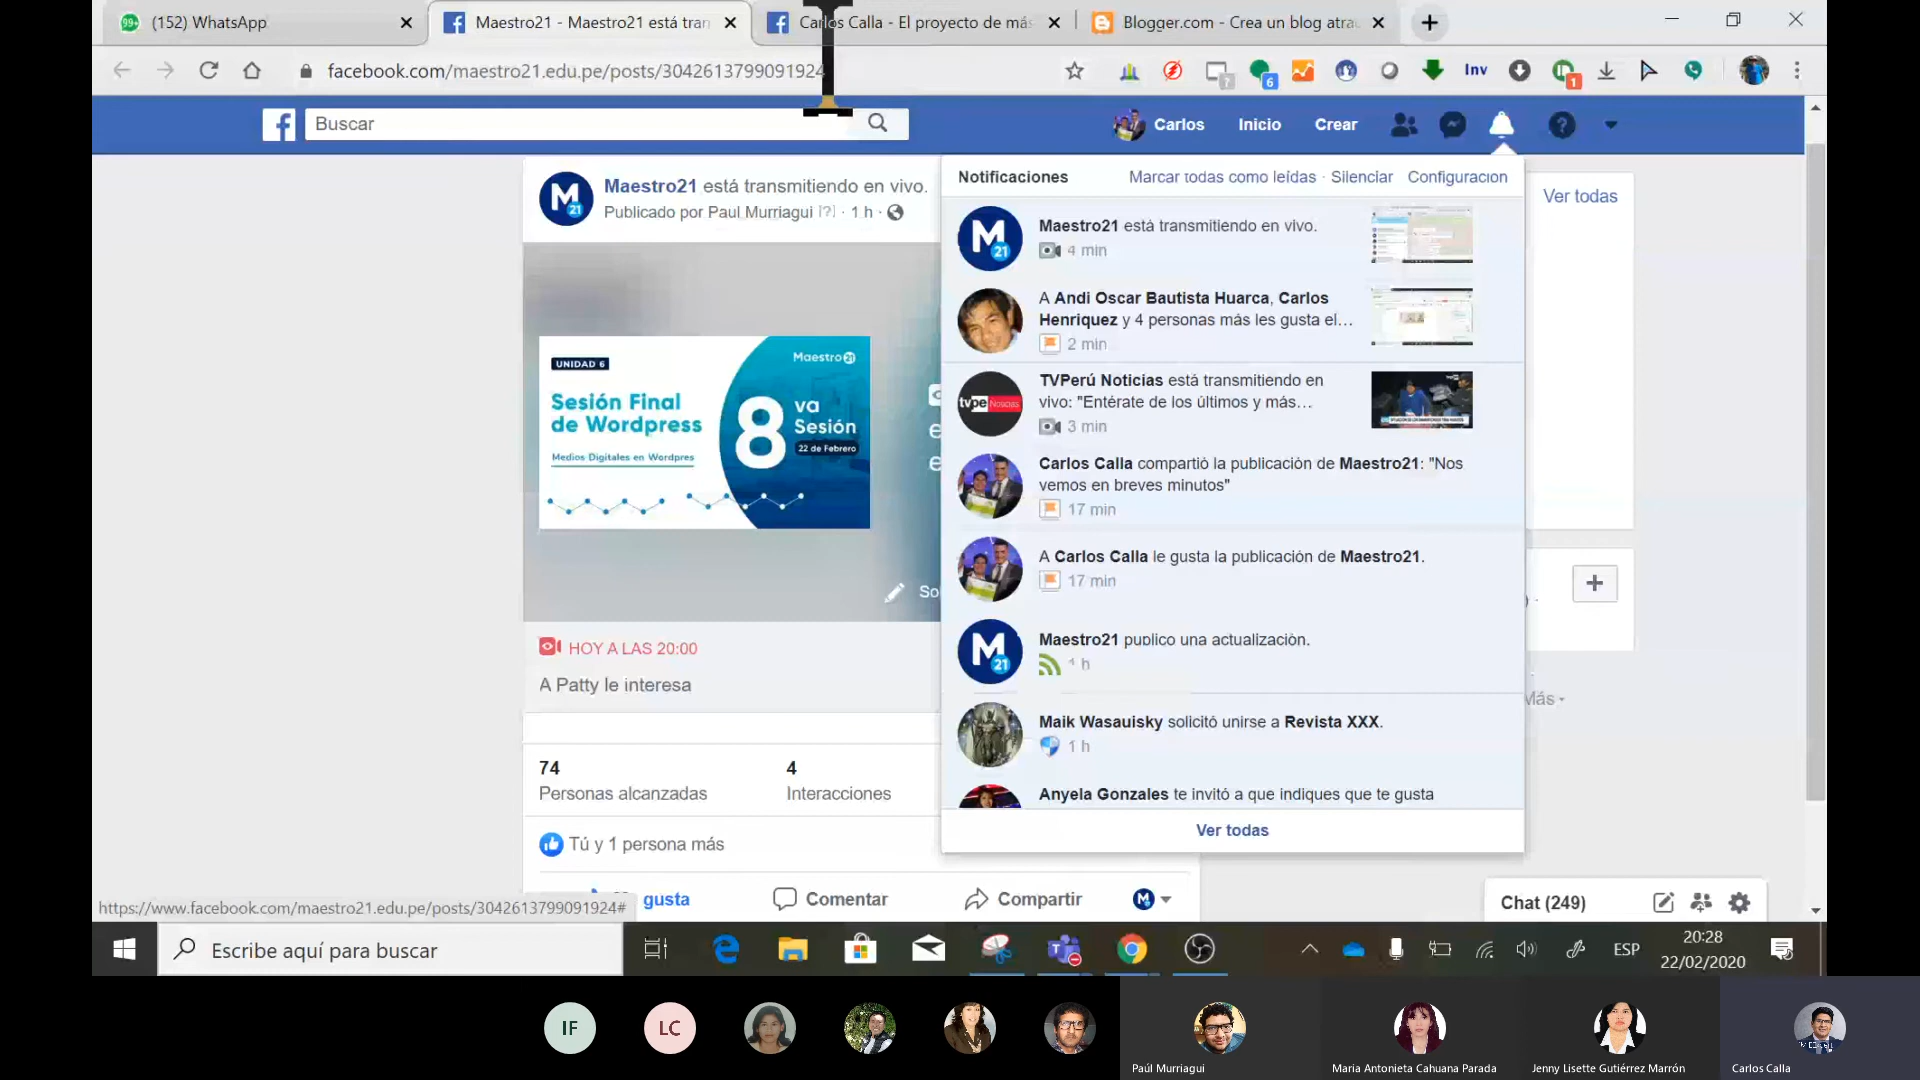 (152) WhatsApp
Maestro21 - Maestro21 está tran
Carlos Calla - El proyecto de más
Blogger.com - Crea un blog atra
facebook.com/maestro21.edu.pe/posts/3042613799091924
7
6
Inv
1
Buscar
Carlos
Inicio
Crear
Maestro21 está transmitiendo en vivo.
Publicado por Paul Murriagui [?] · 1 h ·
UNIDAD 6
Maestro21
Sesión Final
de Wordpress
Medios Digitales en Wordpres
8 va
Sesión
22 de Febrero
e
e
So
HOY A LAS 20:00
A Patty le interesa
74
Personas alcanzadas
4
Interacciones
Tú y 1 persona más
gusta
Comentar
Compartir
Notificaciones
Marcar todas como leídas · Silenciar
Configuracion
Maestro21 está transmitiendo en vivo.
4 min
A Andi Oscar Bautista Huarca, Carlos
Henriquez y 4 personas más les gusta el...
2 min
TVPerú Noticias está transmitiendo en
vivo: "Entérate de los últimos y más...
3 min
Carlos Calla compartió la publicación de Maestro21: "Nos
vemos en breves minutos"
17 min
A Carlos Calla le gusta la publicación de Maestro21.
17 min
Maestro21 publico una actualización.
1 h
Maik Wasauisky solicitó unirse a Revista XXX.
1 h
Anyela Gonzales te invitó a que indiques que te gusta
Ver todas
Ver todas
Más
Chat (249)
https://www.facebook.com/maestro21.edu.pe/posts/3042613799091924#
Escribe aquí para buscar
ESP
20:28
22/02/2020
IF
LC
Paúl Murriagui
Maria Antonieta Cahuana Parada
Jenny Lisette Gutiérrez Marrón
Carlos Calla